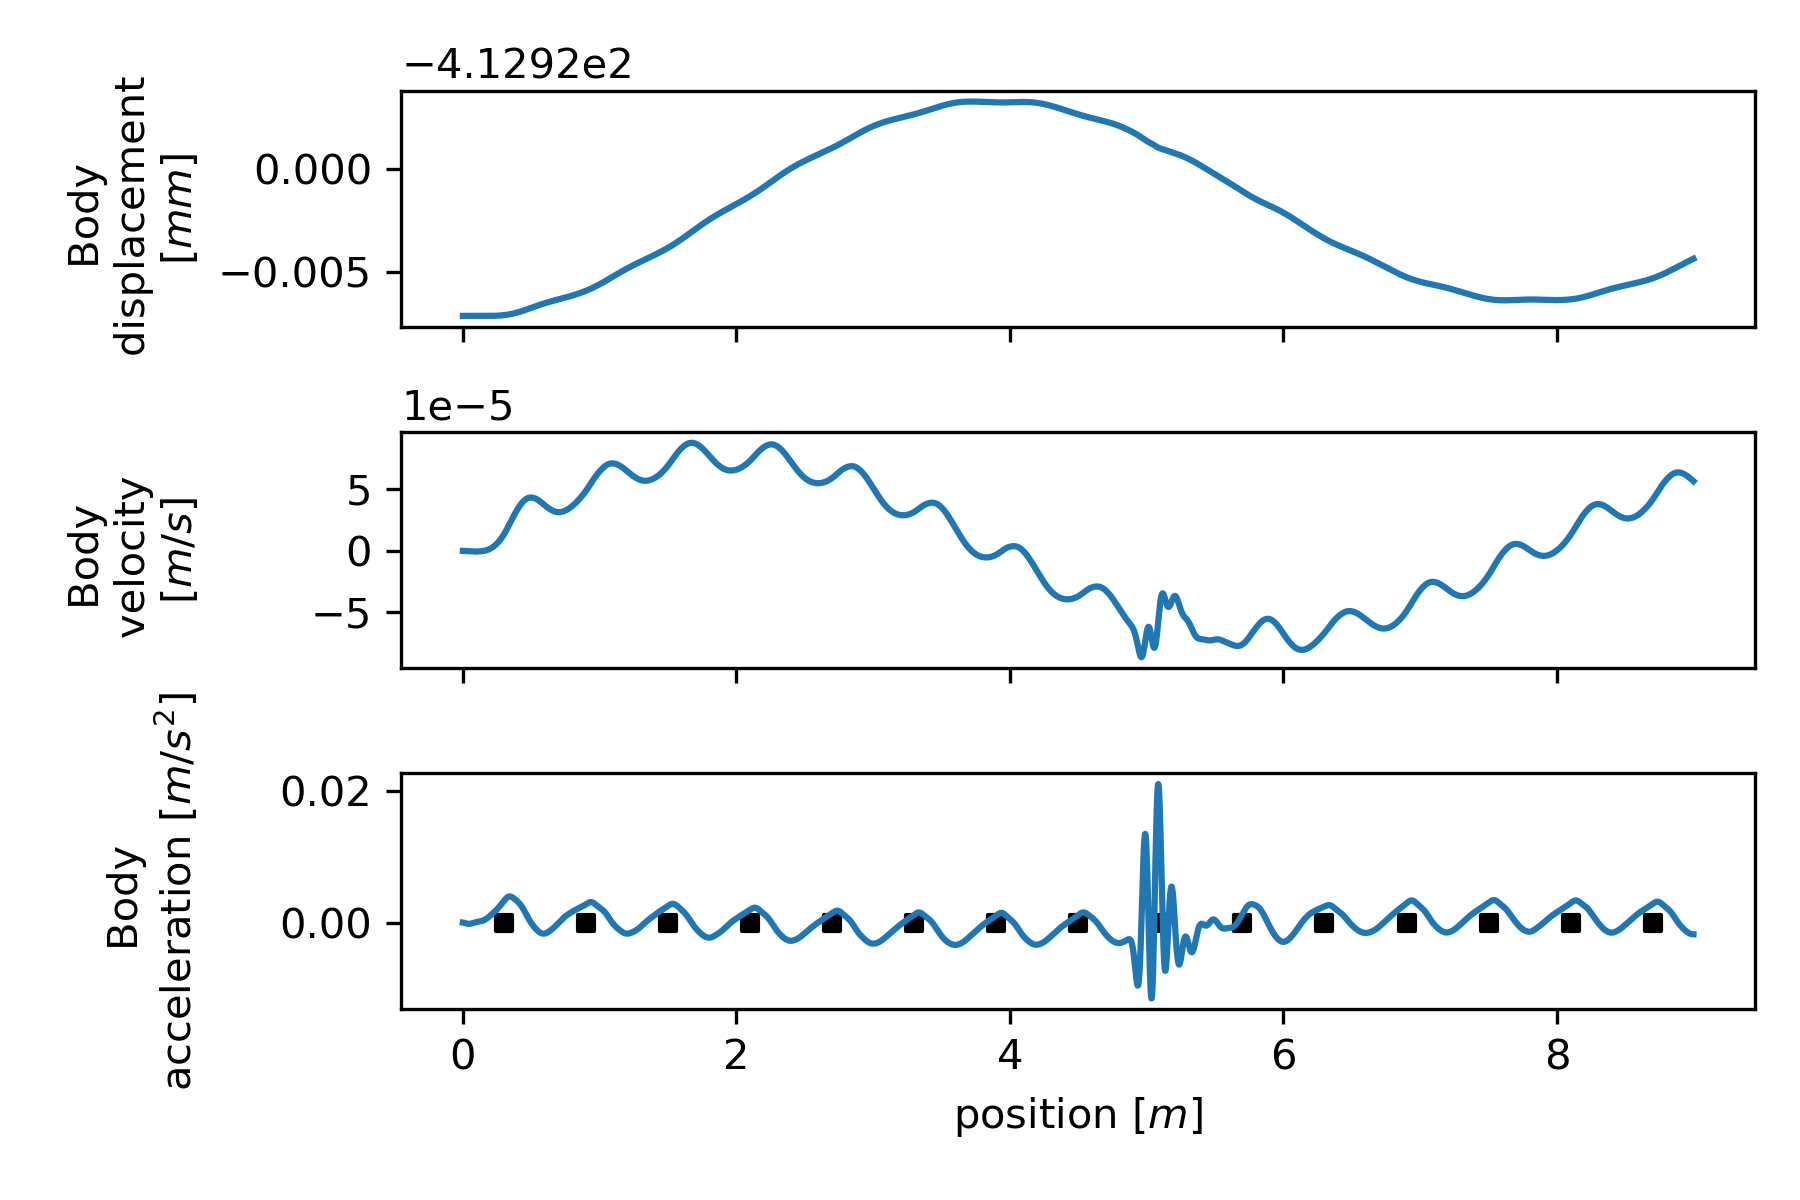 −4.1292e2
Body
displacement
[mm]
0.000
−0.005
1e−5
Body
velocity
[m/s]
5
0
−5
Body
acceleration [m/s²]
0.02
0.00
0 2 4 6 8
position [m]